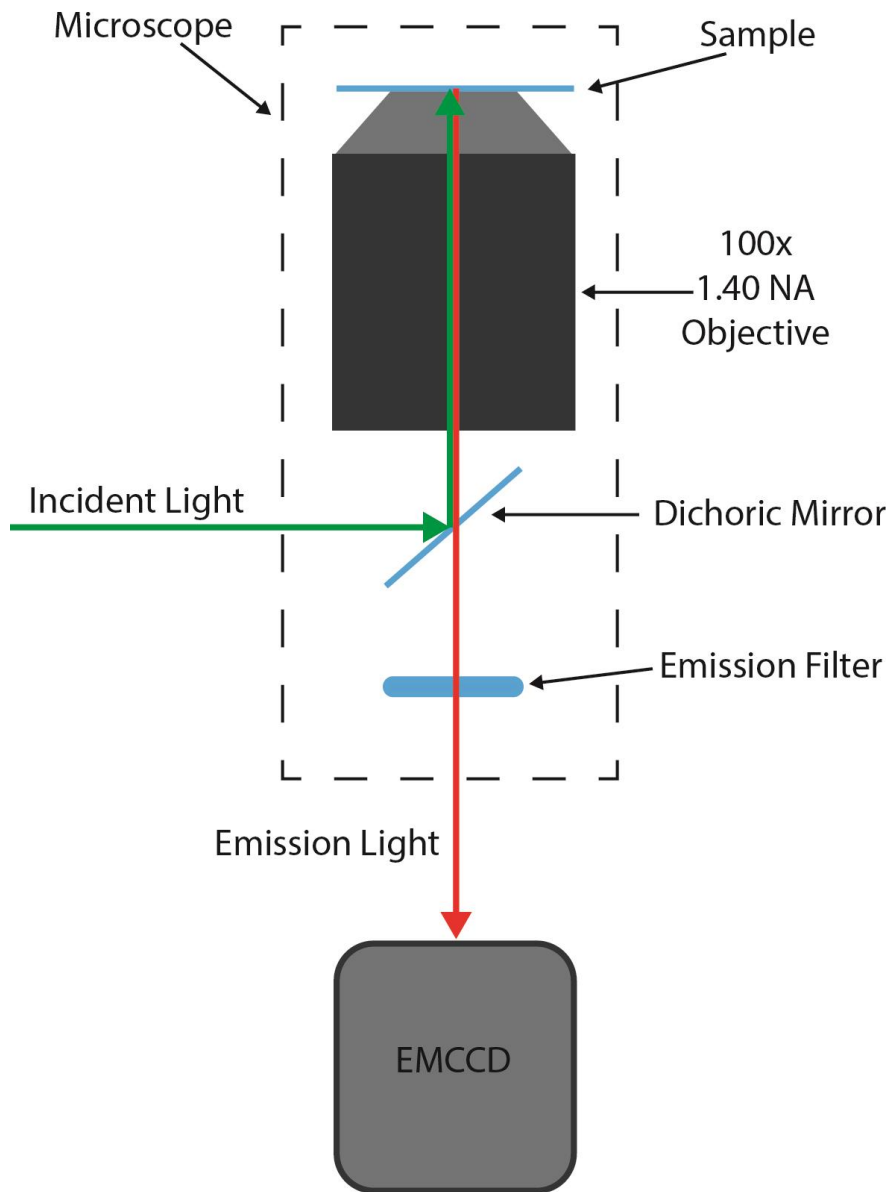 Microscope
Sample
100x
1.40 NA
Objective
Incident Light
Dichoric Mirror
Emission Filter
Emission Light
EMCCD